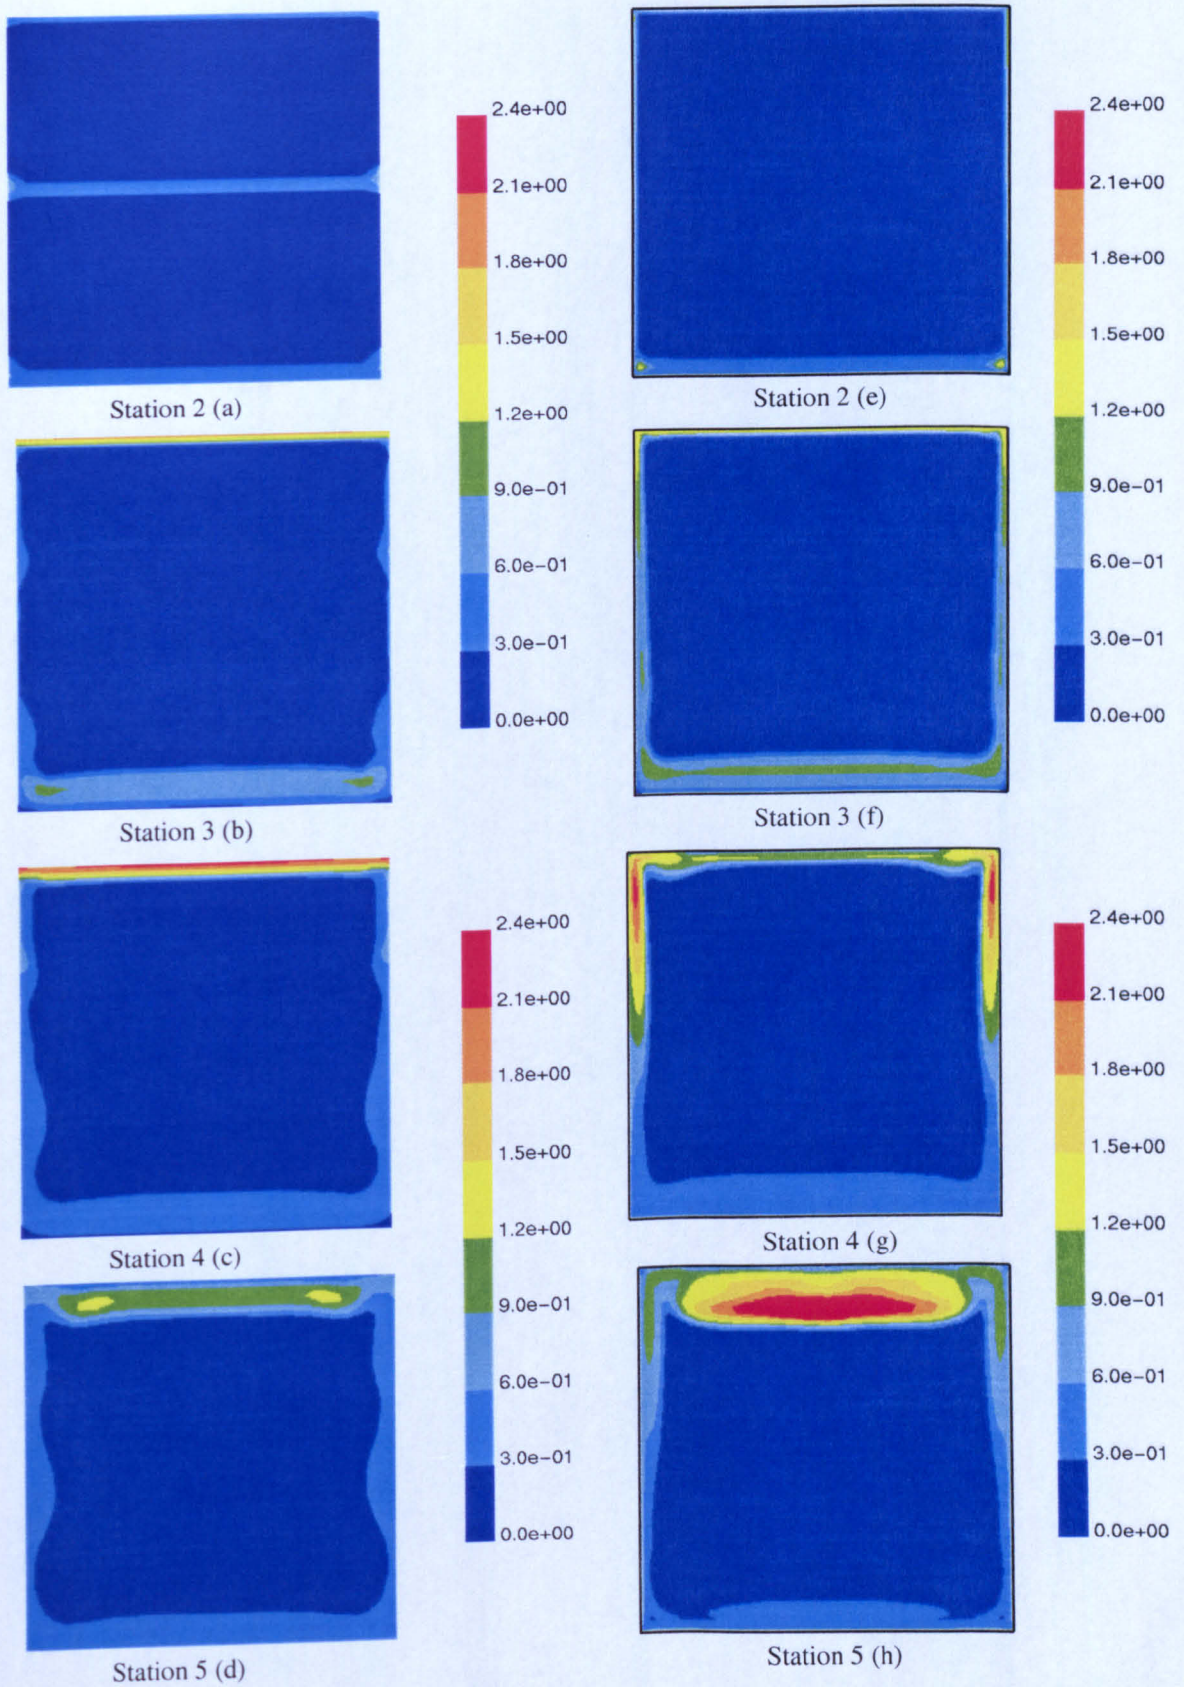 2.4e+00
2.1e+00
1.8e+00
1.5e+00
1.2e+00
9.0e−01
6.0e−01
3.0e−01
0.0e+00
2.4e+00
2.1e+00
1.8e+00
1.5e+00
1.2e+00
9.0e−01
6.0e−01
3.0e−01
0.0e+00
Station 2 (a)
Station 2 (e)
Station 3 (b)
Station 3 (f)
2.4e+00
2.1e+00
1.8e+00
1.5e+00
1.2e+00
9.0e−01
6.0e−01
3.0e−01
0.0e+00
2.4e+00
2.1e+00
1.8e+00
1.5e+00
1.2e+00
9.0e−01
6.0e−01
3.0e−01
0.0e+00
Station 4 (c)
Station 4 (g)
Station 5 (d)
Station 5 (h)